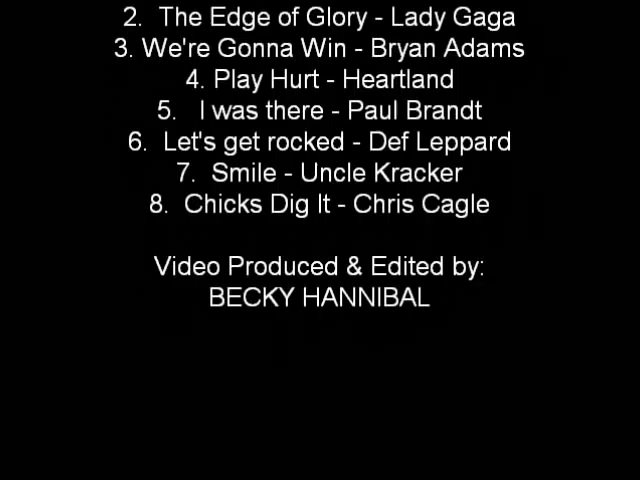 2. The Edge of Glory - Lady Gaga
3. We're Gonna Win - Bryan Adams
4. Play Hurt - Heartland
5. I was there - Paul Brandt
6. Let's get rocked - Def Leppard
7. Smile - Uncle Kracker
8. Chicks Dig It - Chris Cagle
Video Produced & Edited by:
BECKY HANNIBAL